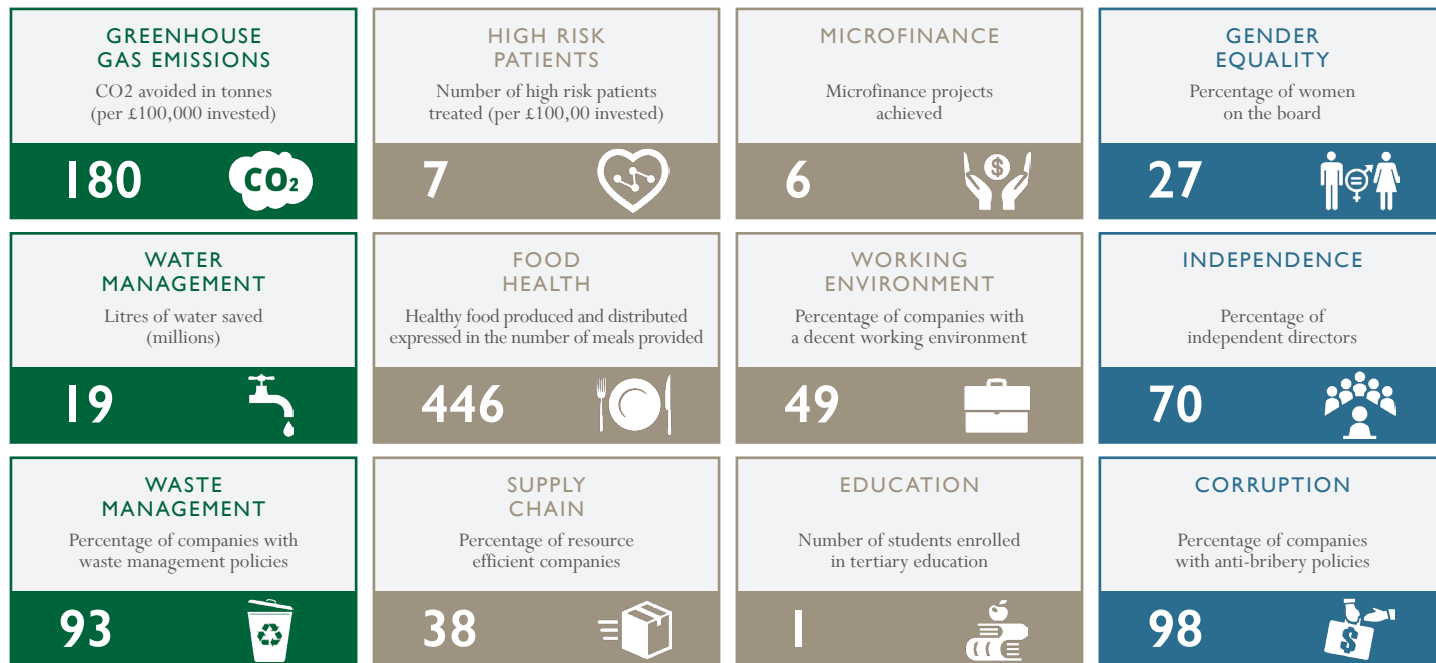 GREENHOUSE
GAS EMISSIONS
CO2 avoided in tonnes
(per £100,000 invested)
180
CO2
HIGH RISK
PATIENTS
Number of high risk patients
treated (per £100,00 invested)
7
MICROFINANCE
Microfinance projects
achieved
6
$
GENDER
EQUALITY
Percentage of women
on the board
27
WATER
MANAGEMENT
Litres of water saved
(millions)
19
FOOD
HEALTH
Healthy food produced and distributed
expressed in the number of meals provided
446
WORKING
ENVIRONMENT
Percentage of companies with
a decent working environment
49
INDEPENDENCE
Percentage of
independent directors
70
WASTE
MANAGEMENT
Percentage of companies with
waste management policies
93
SUPPLY
CHAIN
Percentage of resource
efficient companies
38
EDUCATION
Number of students enrolled
in tertiary education
1
CORRUPTION
Percentage of companies
with anti-bribery policies
98
$